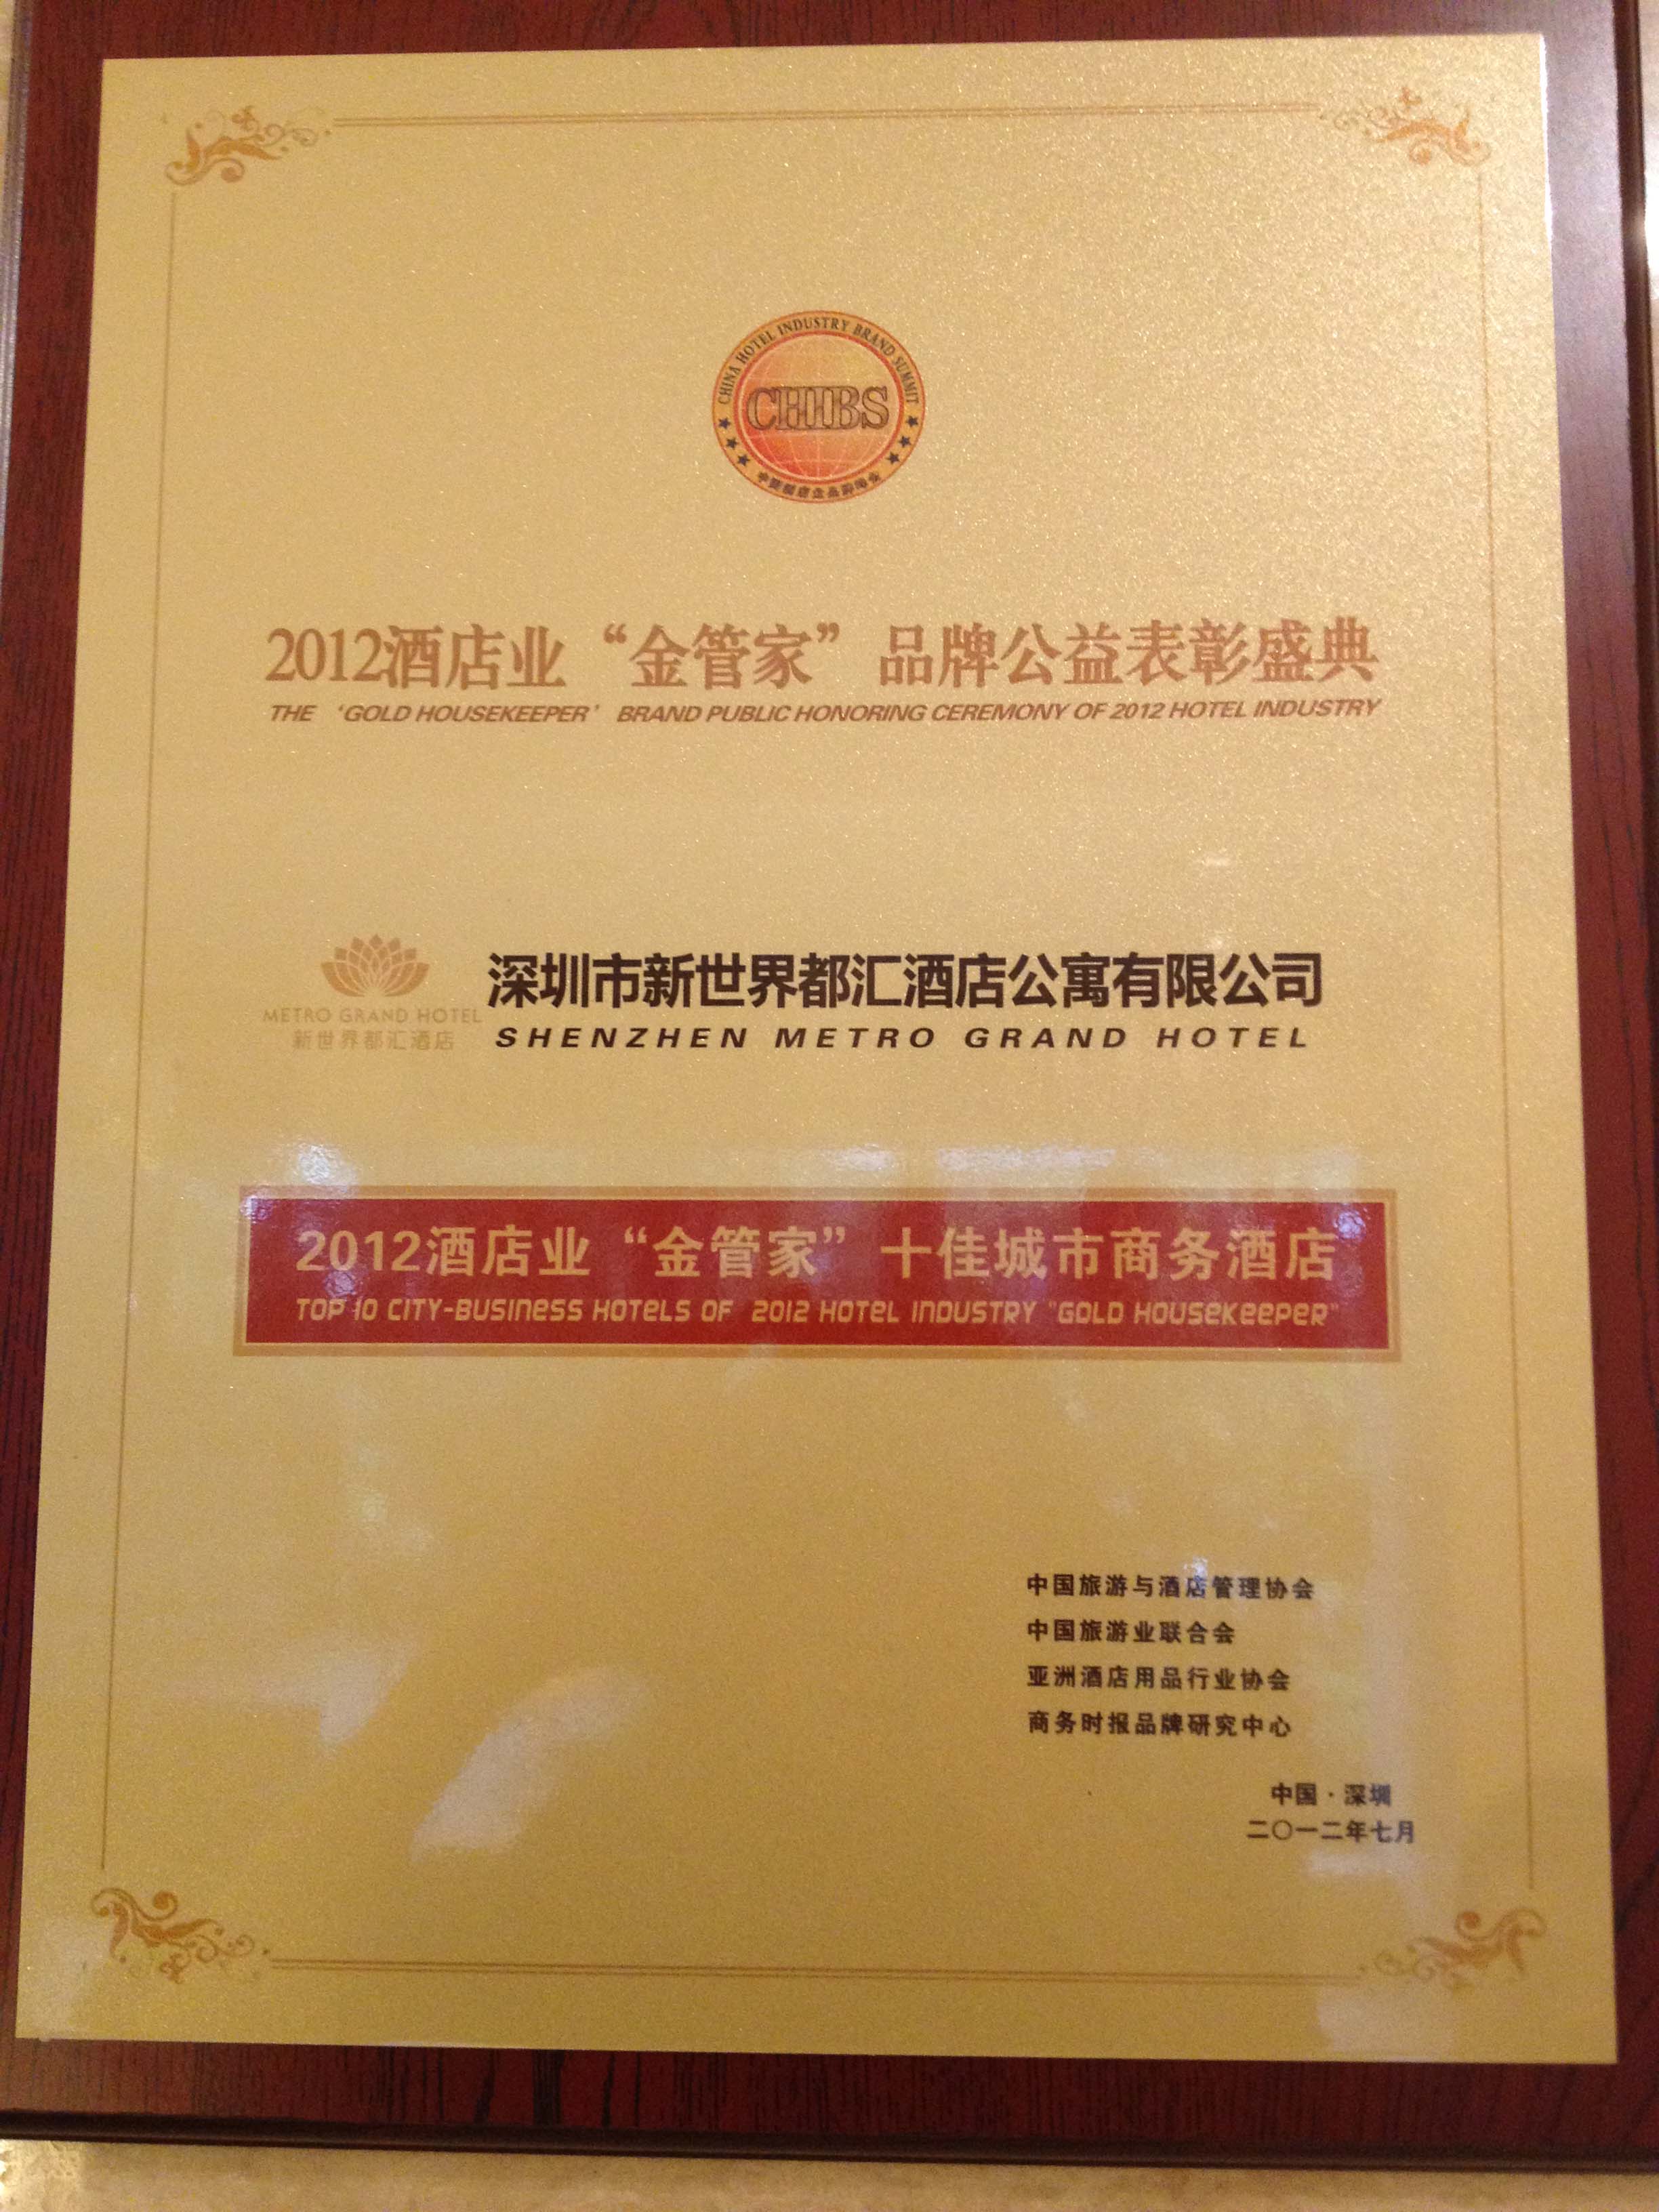 CHINA HOTEL INDUSTRY BRAND SUMMIT
CHIBS
2012酒店业“金管家”品牌公益表彰盛典
THE ‘GOLD HOUSEKEEPER’ BRAND PUBLIC HONORING CEREMONY OF 2012 HOTEL INDUSTRY
METRO GRAND HOTEL
新世界都汇酒店
深圳市新世界都汇酒店公寓有限公司
SHENZHEN METRO GRAND HOTEL
2012酒店业“金管家”十佳城市商务酒店
TOP 10 CITY-BUSINESS HOTELS OF 2012 HOTEL INDUSTRY "GOLD HOUSEKEEPER"
中国旅游与酒店管理协会
中国旅游业联合会
亚洲酒店用品行业协会
商务时报品牌研究中心
中国·深圳
二〇一二年七月